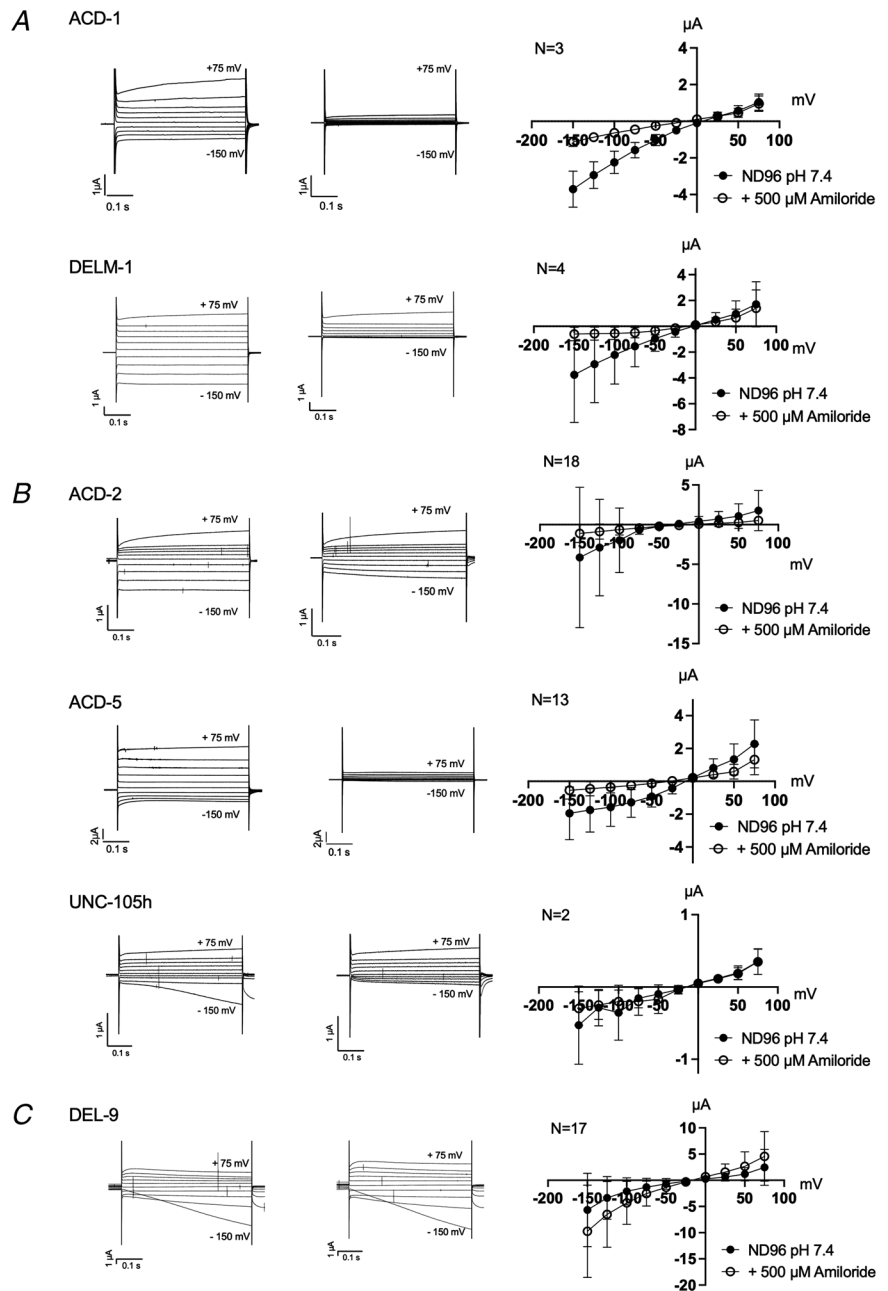 A
ACD-1
+75 mV
-150 mV
1µA
0.1 s
+75 mV
-150 mV
1µA
0.1 s
N=3
µA
4
2
mV
-200 -150 -100 -50 50 100
-2
-4
ND96 pH 7.4
+ 500 µM Amiloride
DELM-1
+ 75 mV
- 150 mV
1 µA
0.1 s
+ 75 mV
- 150 mV
1 µA
0.1 s
N=4
µA
4
2
-200 -150 -100 -50 50 100
mV
-2
-4
-6
-8
ND96 pH 7.4
+ 500 µM Amiloride
B
ACD-2
+ 75 mV
- 150 mV
1 µA
0.1 s
+ 75 mV
- 150 mV
1 µA
0.1 s
N=18
µA
5
-200 -150 -100 -50 50 100
mV
-5
-10
-15
ND96 pH 7.4
+ 500 µM Amiloride
ACD-5
+ 75 mV
-150 mV
2µA
0.1 s
+ 75 mV
-150 mV
2µA
0.1 s
N=13
µA
4
2
mV
-200 -150 -100 -50 50 100
-2
-4
ND96 pH 7.4
+ 500 µM Amiloride
UNC-105h
+ 75 mV
- 150 mV
1 µA
0.1 s
+ 75 mV
- 150 mV
1 µA
0.1 s
N=2
µA
1
mV
-200 -150 -100 -50 50 100
-1
ND96 pH 7.4
+ 500 µM Amiloride
C
DEL-9
+ 75 mV
- 150 mV
1 µA
0.1 s
+ 75 mV
- 150 mV
1 µA
0.1 s
N=17
µA
10
5
mV
-200 -150 -100 -50 50 100
-5
-10
-15
-20
ND96 pH 7.4
+ 500 µM Amiloride